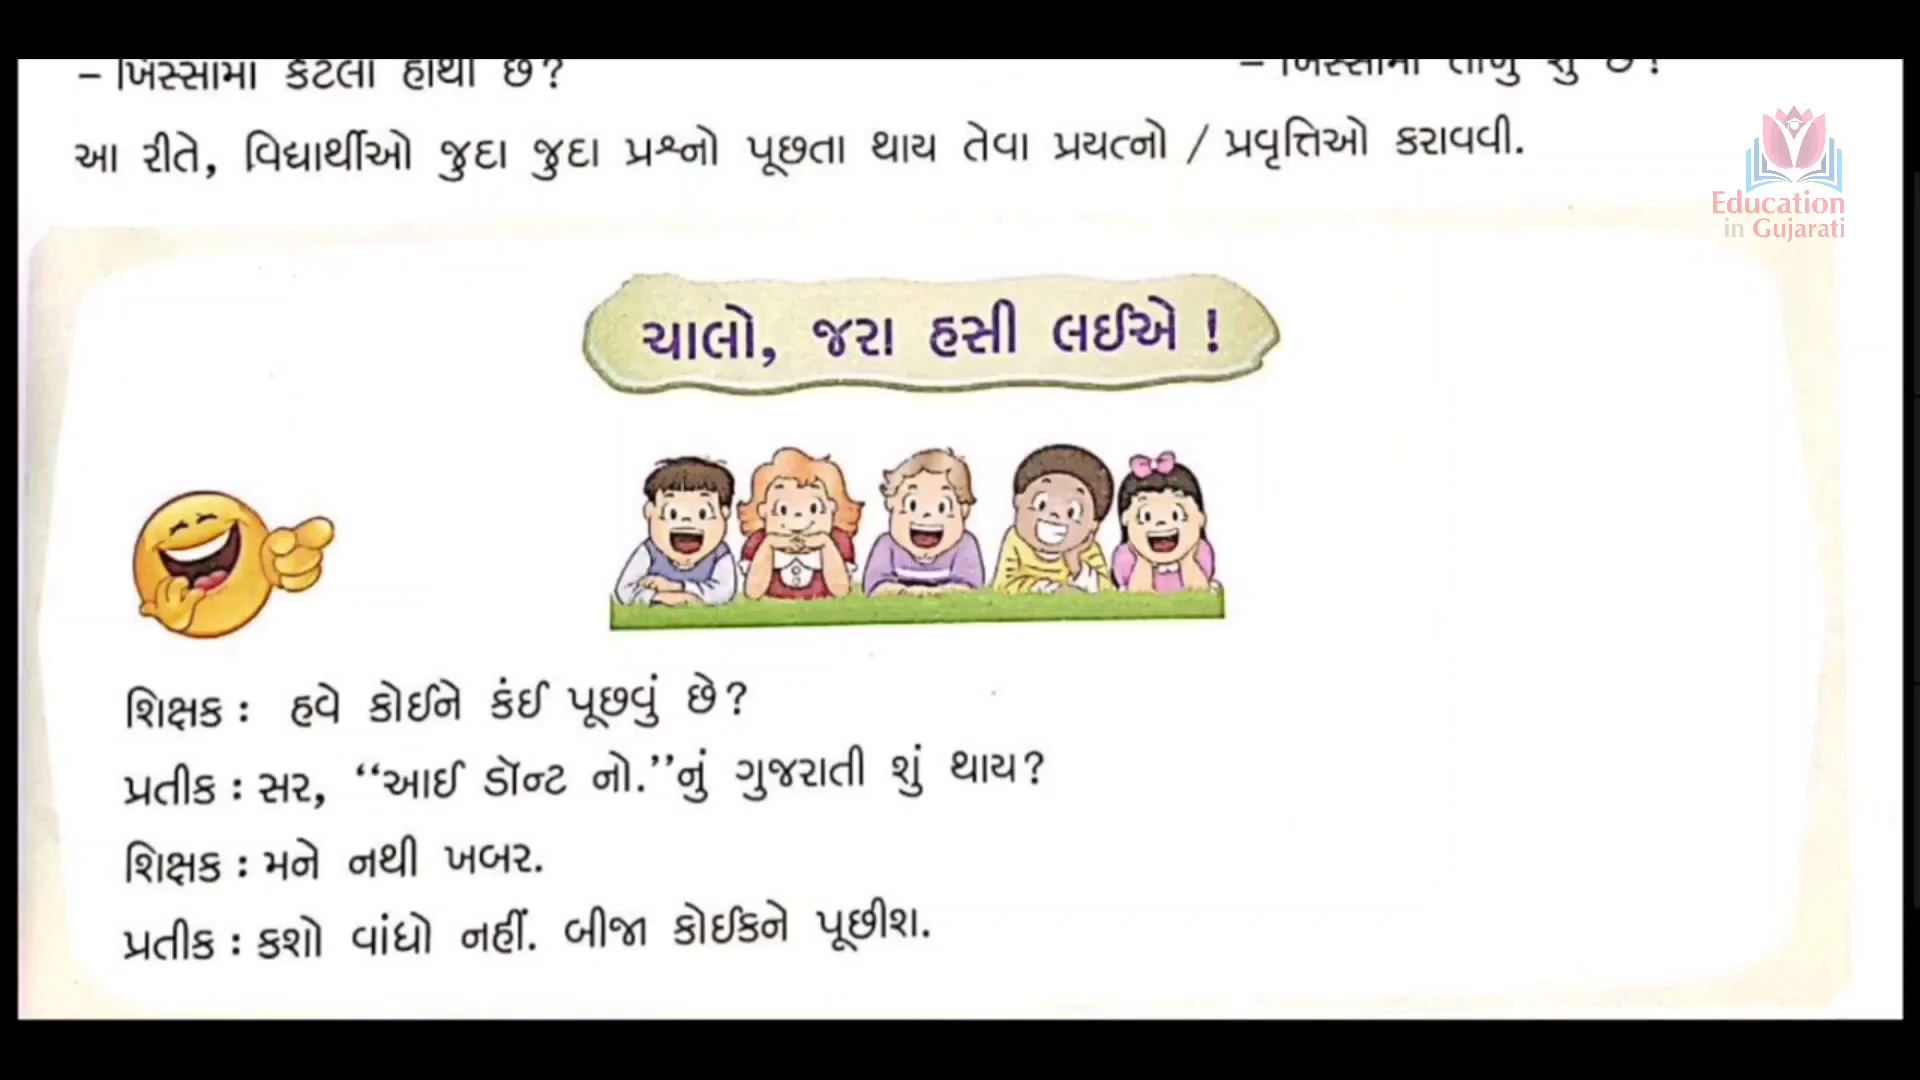 – ખિસ્સામાં કેટલા હાથી છે?
– ખિસ્સામાં શું છે?
આ રીતે, વિદ્યાર્થીઓ જુદા જુદા પ્રશ્નો પૂછતા થાય તેવા પ્રયત્નો / પ્રવૃત્તિઓ કરાવવી.
Education
in Gujarati
ચાલો, જરા હસી લઈએ !
શિક્ષક : હવે કોઈને કંઈ પૂછવું છે?
પ્રતીક : સર, “આઈ ડૉન્ટ નો.”નું ગુજરાતી શું થાય?
શિક્ષક : મને નથી ખબર.
પ્રતીક : કશો વાંધો નહીં. બીજા કોઈકને પૂછીશ.